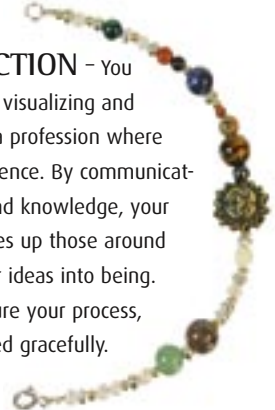 CTION – You
visualizing and
profession where
ence. By communicat-
nd knowledge, your
es up those around
ideas into being.
ure your process,
ed gracefully.